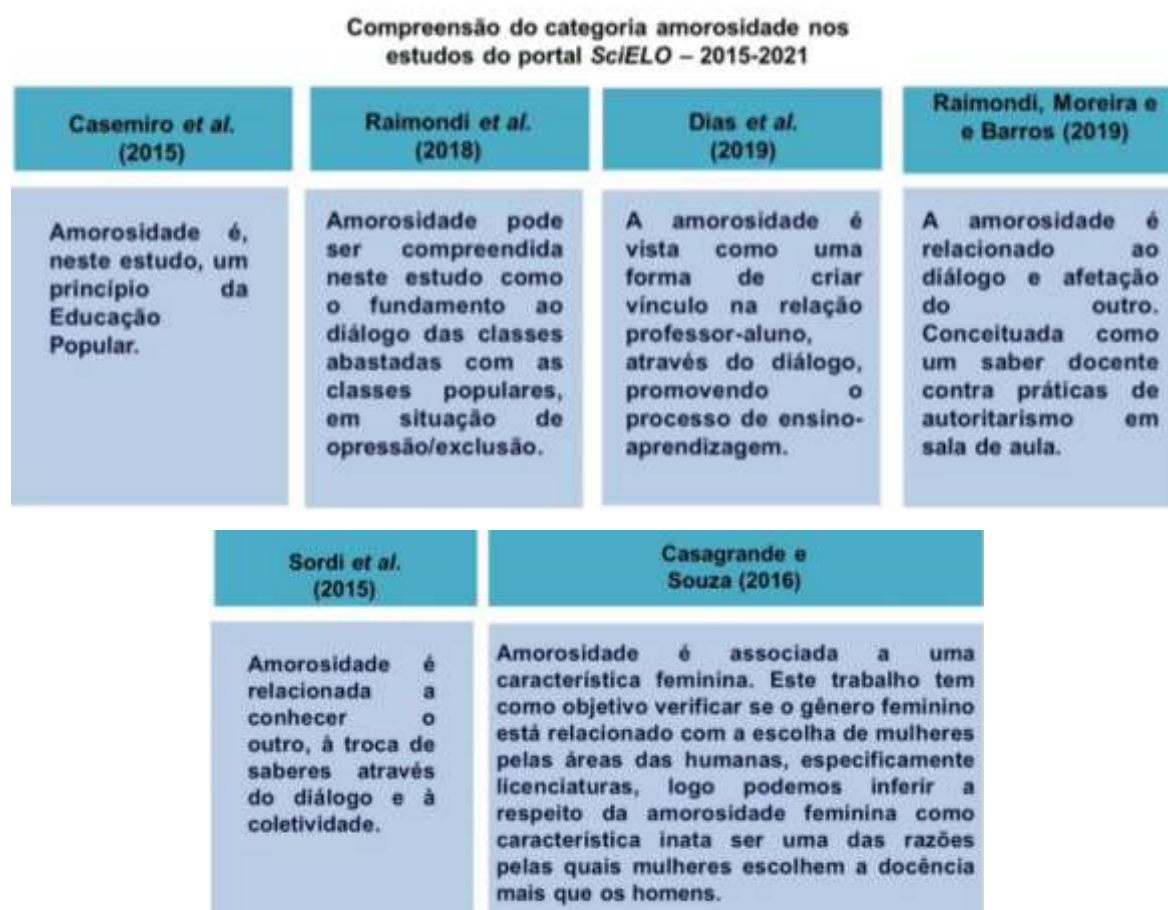 Compreensão do categoria amorosidade nos
estudos do portal SciELO – 2015-2021
Casemiro et al.
(2015)
Amorosidade é,
neste estudo, um
princípio da
Educação
Popular.
Raimondi et al.
(2018)
Amorosidade pode
ser compreendida
neste estudo como
o fundamento ao
diálogo das classes
abastadas com as
classes populares,
em situação de
opressão/exclusão.
Dias et al.
(2019)
A amorosidade é
vista como uma
forma de criar
vínculo na relação
professor-aluno,
através do diálogo,
promovendo o
processo de ensino-
aprendizagem.
Raimondi, Moreira e
e Barros (2019)
A amorosidade é
relacionado ao
diálogo e afetação
do outro.
Conceituada como
um saber docente
contra práticas de
autoritarismo em
sala de aula.
Sordi et al.
(2015)
Amorosidade é
relacionada a
conhecer o
outro, à troca de
saberes através
do diálogo e à
coletividade.
Casagrande e
Souza (2016)
Amorosidade é associada a uma
característica feminina. Este trabalho tem
como objetivo verificar se o gênero feminino
está relacionado com a escolha de mulheres
pelas áreas das humanas, especificamente
licenciaturas, logo podemos inferir a
respeito da amorosidade feminina como
característica inata ser uma das razões
pelas quais mulheres escolhem a docência
mais que os homens.